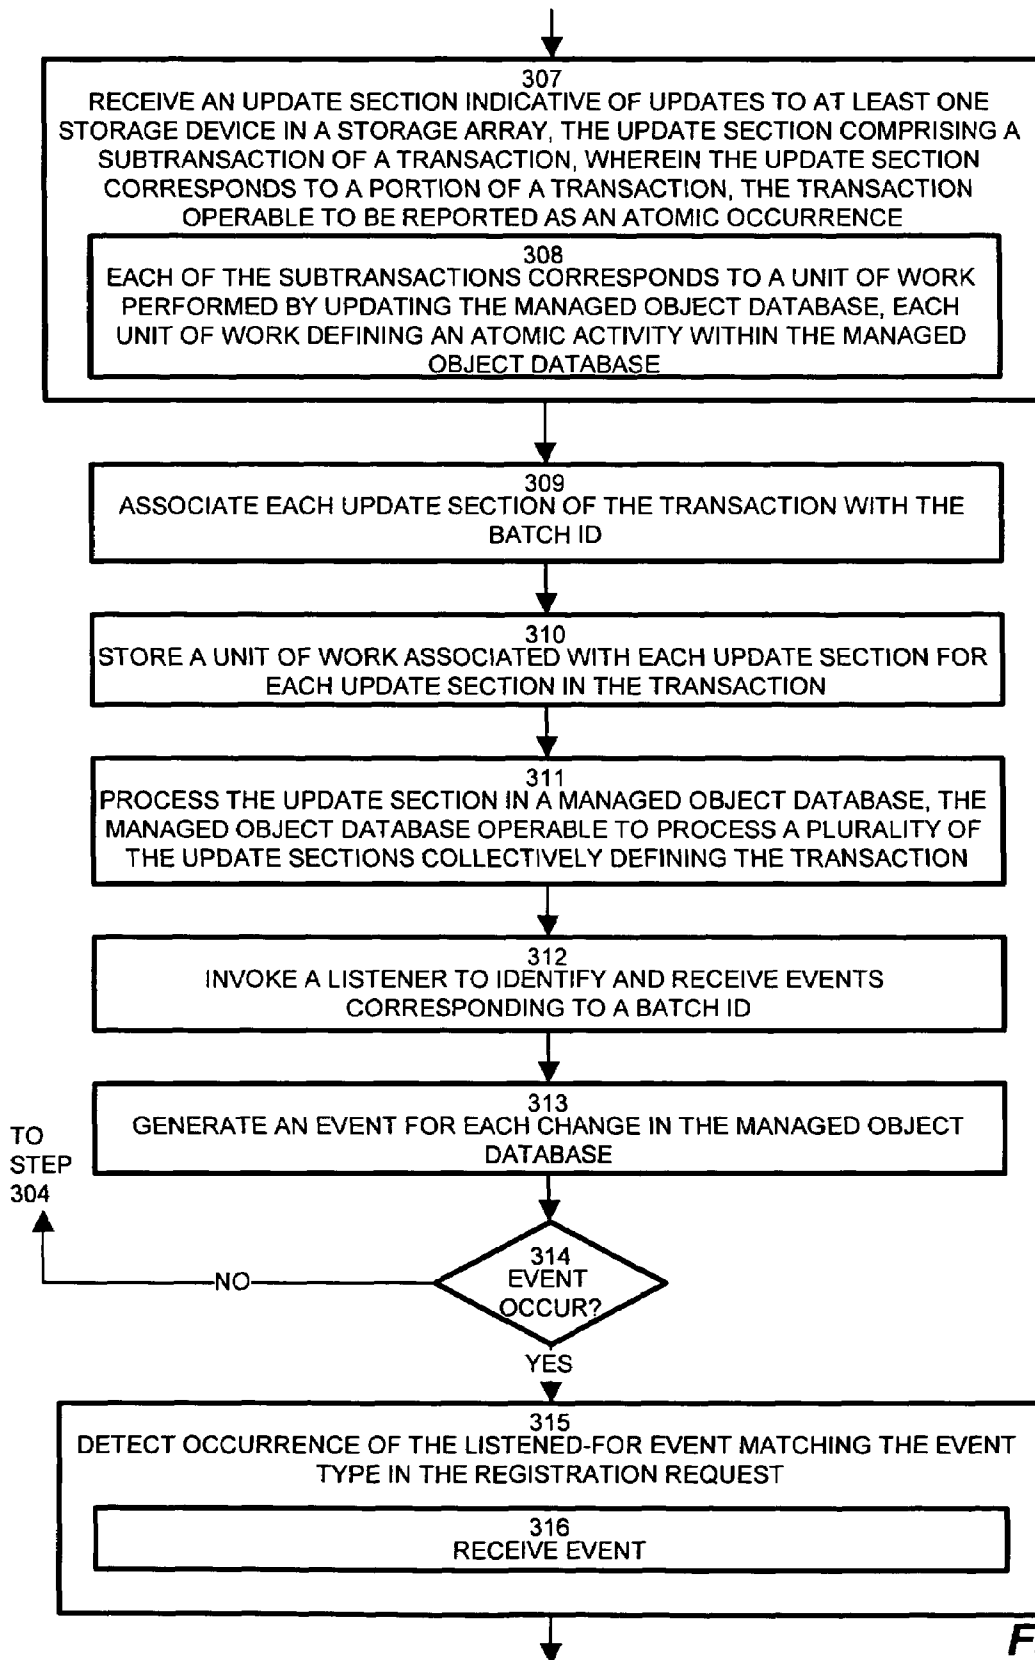 307
RECEIVE AN UPDATE SECTION INDICATIVE OF UPDATES TO AT LEAST ONE
STORAGE DEVICE IN A STORAGE ARRAY, THE UPDATE SECTION COMPRISING A
SUBTRANSACTION OF A TRANSACTION, WHEREIN THE UPDATE SECTION
CORRESPONDS TO A PORTION OF A TRANSACTION, THE TRANSACTION
OPERABLE TO BE REPORTED AS AN ATOMIC OCCURRENCE
308
EACH OF THE SUBTRANSACTIONS CORRESPONDS TO A UNIT OF WORK
PERFORMED BY UPDATING THE MANAGED OBJECT DATABASE, EACH
UNIT OF WORK DEFINING AN ATOMIC ACTIVITY WITHIN THE MANAGED
OBJECT DATABASE
309
ASSOCIATE EACH UPDATE SECTION OF THE TRANSACTION WITH THE
BATCH ID
310
STORE A UNIT OF WORK ASSOCIATED WITH EACH UPDATE SECTION FOR
EACH UPDATE SECTION IN THE TRANSACTION
311
PROCESS THE UPDATE SECTION IN A MANAGED OBJECT DATABASE, THE
MANAGED OBJECT DATABASE OPERABLE TO PROCESS A PLURALITY OF
THE UPDATE SECTIONS COLLECTIVELY DEFINING THE TRANSACTION
312
INVOKE A LISTENER TO IDENTIFY AND RECEIVE EVENTS
CORRESPONDING TO A BATCH ID
313
GENERATE AN EVENT FOR EACH CHANGE IN THE MANAGED OBJECT
DATABASE
TO
STEP
304
314
EVENT
OCCUR?
NO
YES
315
DETECT OCCURRENCE OF THE LISTENED-FOR EVENT MATCHING THE EVENT
TYPE IN THE REGISTRATION REQUEST
316
RECEIVE EVENT